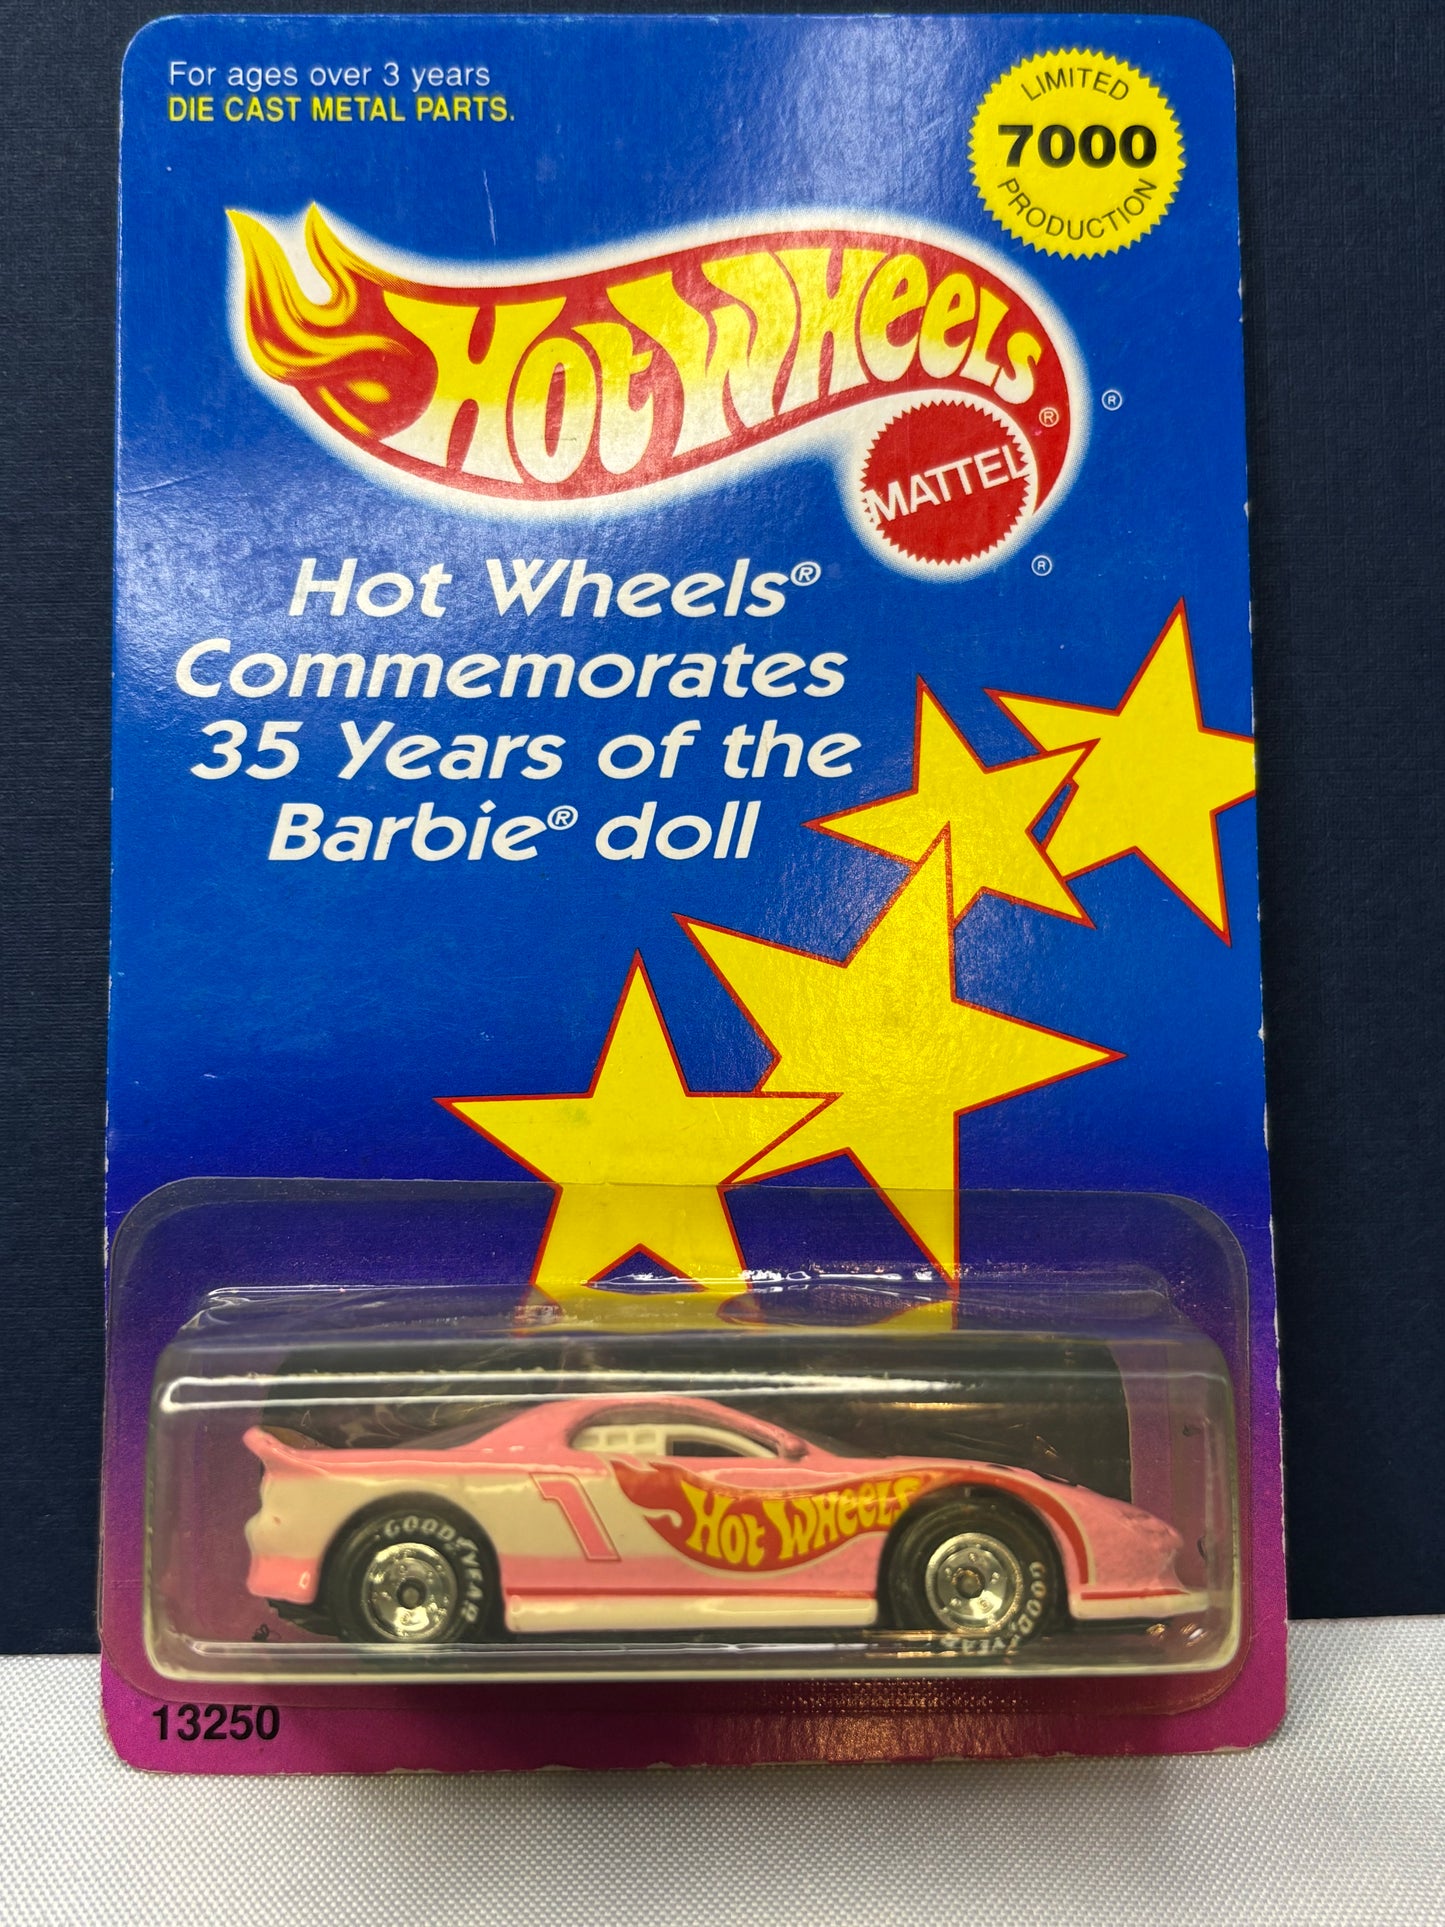 For ages over 3 years
DIE CAST METAL PARTS.
LIMITED
7000
PRODUCTION
Hot Wheels®
®
MATTEL
®
Hot Wheels®
Commemorates
35 Years of the
Barbie® doll
1
Hot Wheels
GOODYEAR
GOODYEAR
13250